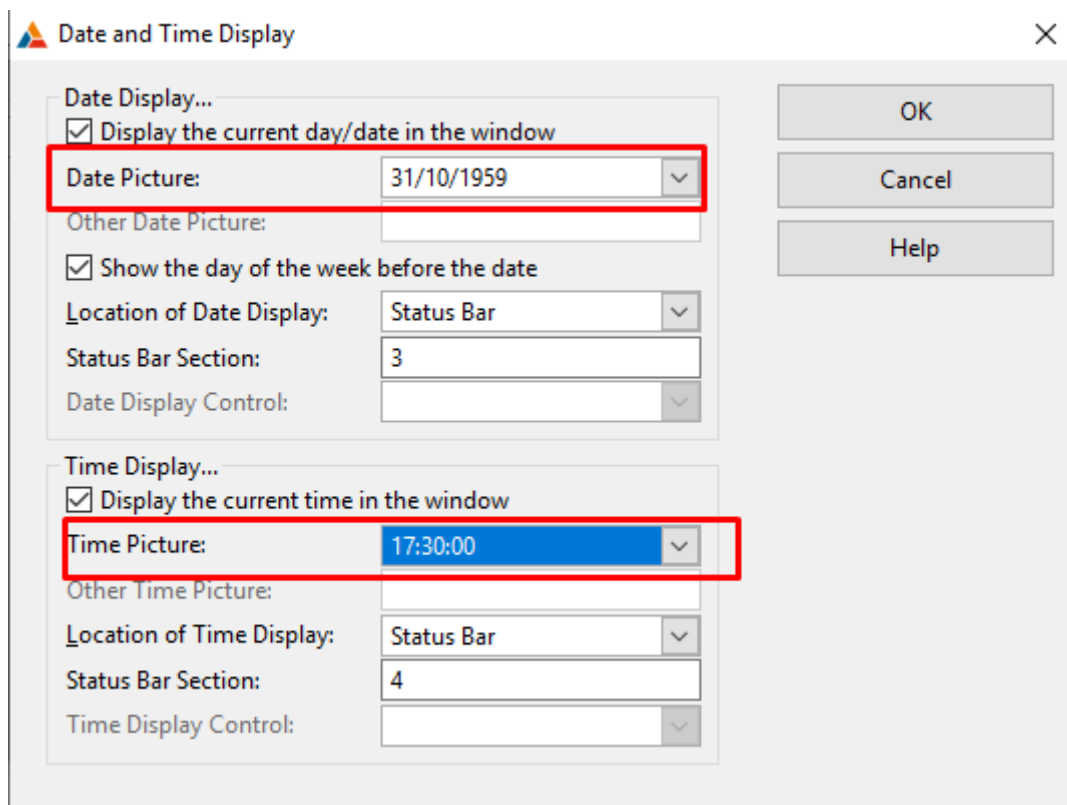 Date and Time Display
Date Display...
Display the current day/date in the window
Date Picture: 31/10/1959
Other Date Picture:
Show the day of the week before the date
Location of Date Display: Status Bar
Status Bar Section: 3
Date Display Control:
Time Display...
Display the current time in the window
Time Picture: 17:30:00
Other Time Picture:
Location of Time Display: Status Bar
Status Bar Section: 4
Time Display Control:
OK
Cancel
Help